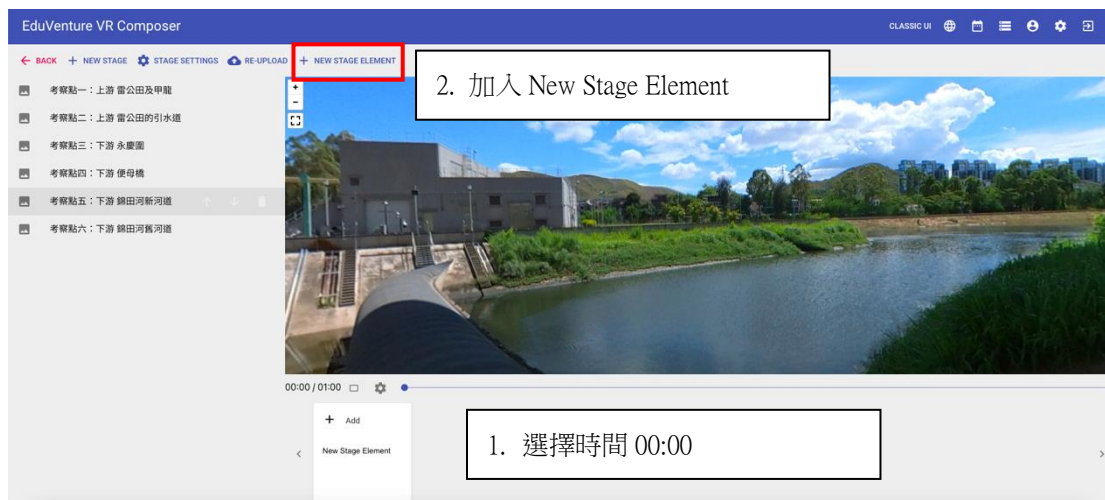 EduVenture VR Composer
CLASSIC UI
BACK
NEW STAGE
STAGE SETTINGS
RE-UPLOAD
NEW STAGE ELEMENT
2. 加入 New Stage Element
考察點一：上游 雷公田及甲龍
考察點二：上游 雷公田的引水道
考察點三：下游 永慶圍
考察點四：下游 便母橋
考察點五：下游 錦田河新河道
考察點六：下游 錦田河舊河道
00:00 / 01:00
+ Add
New Stage Element
1. 選擇時間 00:00